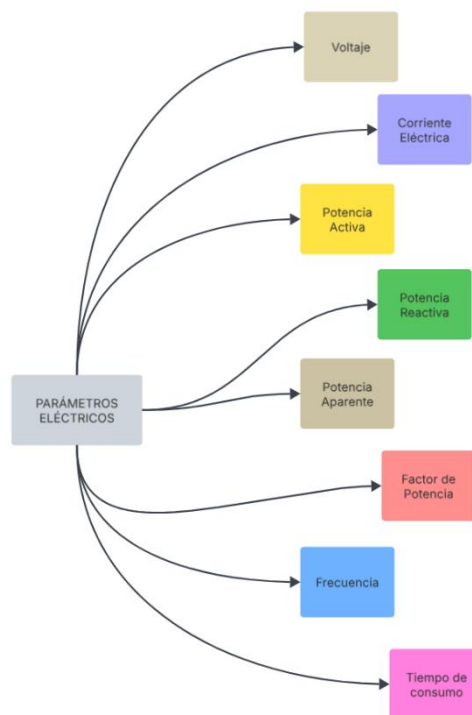 Voltaje
Corriente
Eléctrica
Potencia
Activa
Potencia
Reactiva
PARÁMETROS
ELÉCTRICOS
Potencia
Aparente
Factor de
Potencia
Frecuencia
Tiempo de
consumo